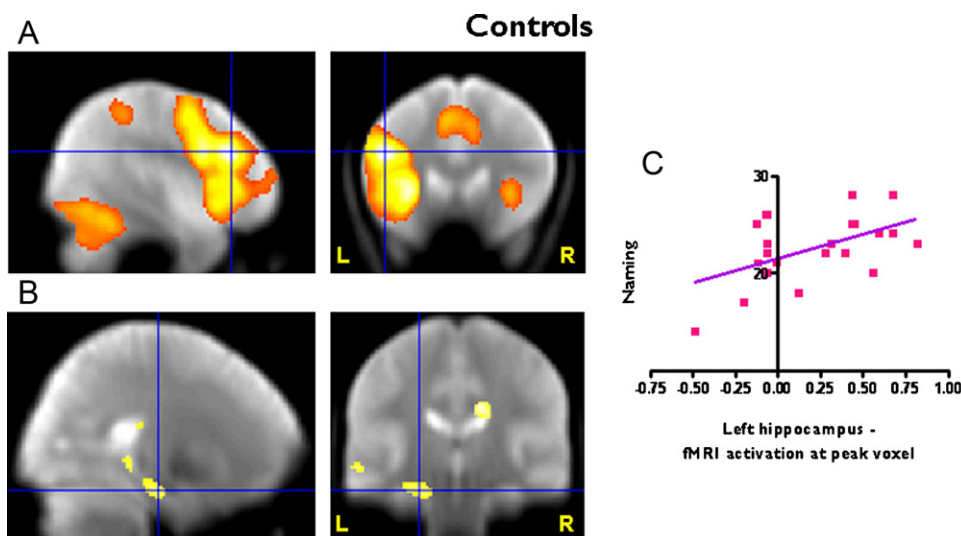 Controls
A
L R
B
L R
C
30
20
Naming
-0.75 -0.50 -0.25 0.00 0.25 0.50 0.75 1.00
Left hippocampus -
fMRI activation at peak voxel